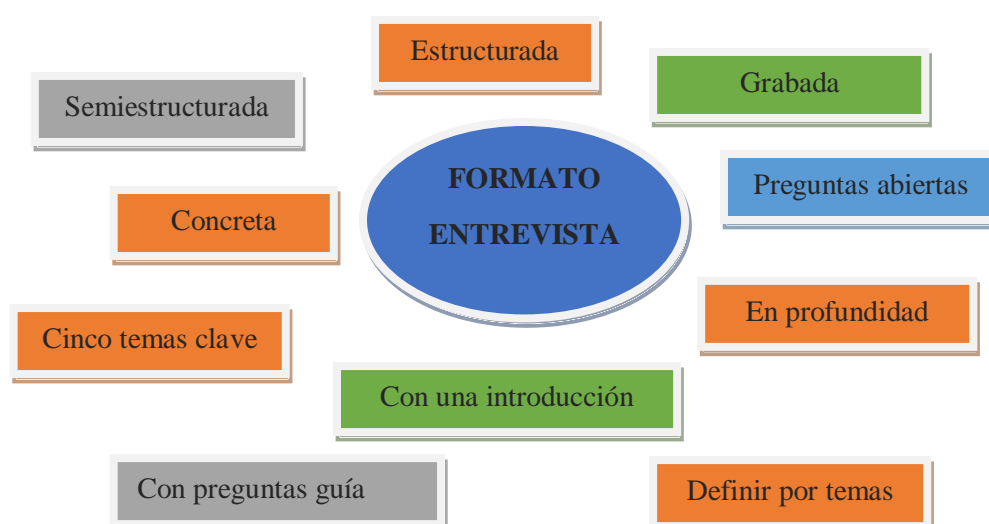 Estructurada
Grabada
Semiestructurada
FORMATO
ENTREVISTA
Preguntas abiertas
Concreta
En profundidad
Cinco temas clave
Con una introducción
Con preguntas guía
Definir por temas